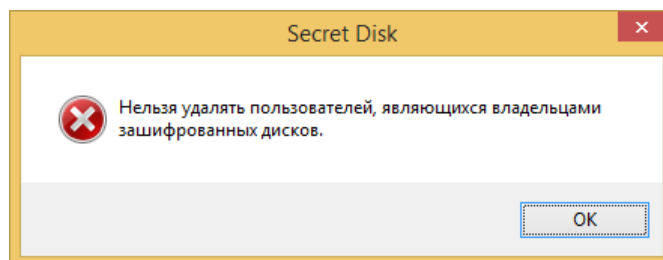 Secret Disk
Нельзя удалять пользователей, являющихся владельцами
зашифрованных дисков.
OK